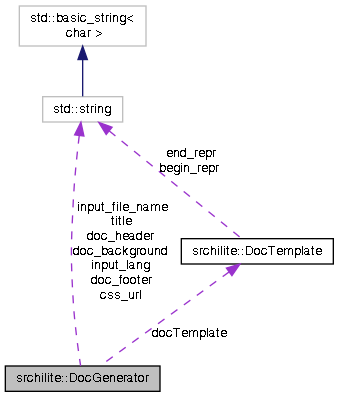 std::basic_string<
char >
std::string
end_repr
begin_repr
input_file_name
title
doc_header
doc_background
input_lang
doc_footer
css_url
srchilite::DocTemplate
docTemplate
srchilite::DocGenerator